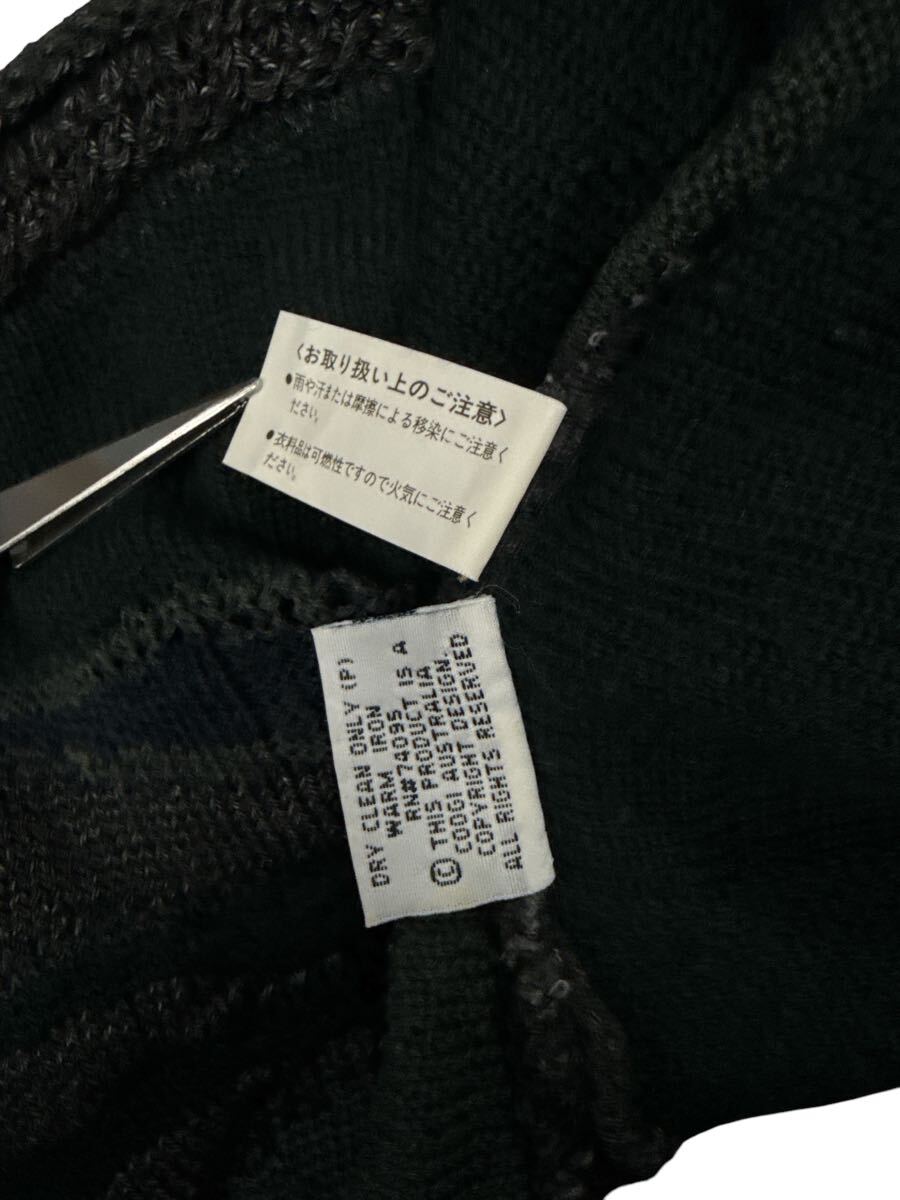 〈お取り扱い上のご注意〉
●雨や汗または摩擦による移染にご注意く
ださい。
●衣料品は可燃性ですので火気にご注意く
ださい。
DRY CLEAN ONLY (P)
WARM IRON
RN#74095
© THIS PRODUCT IS A
COOGI AUSTRALIA
COPYRIGHT DESIGN.
ALL RIGHTS RESERVED